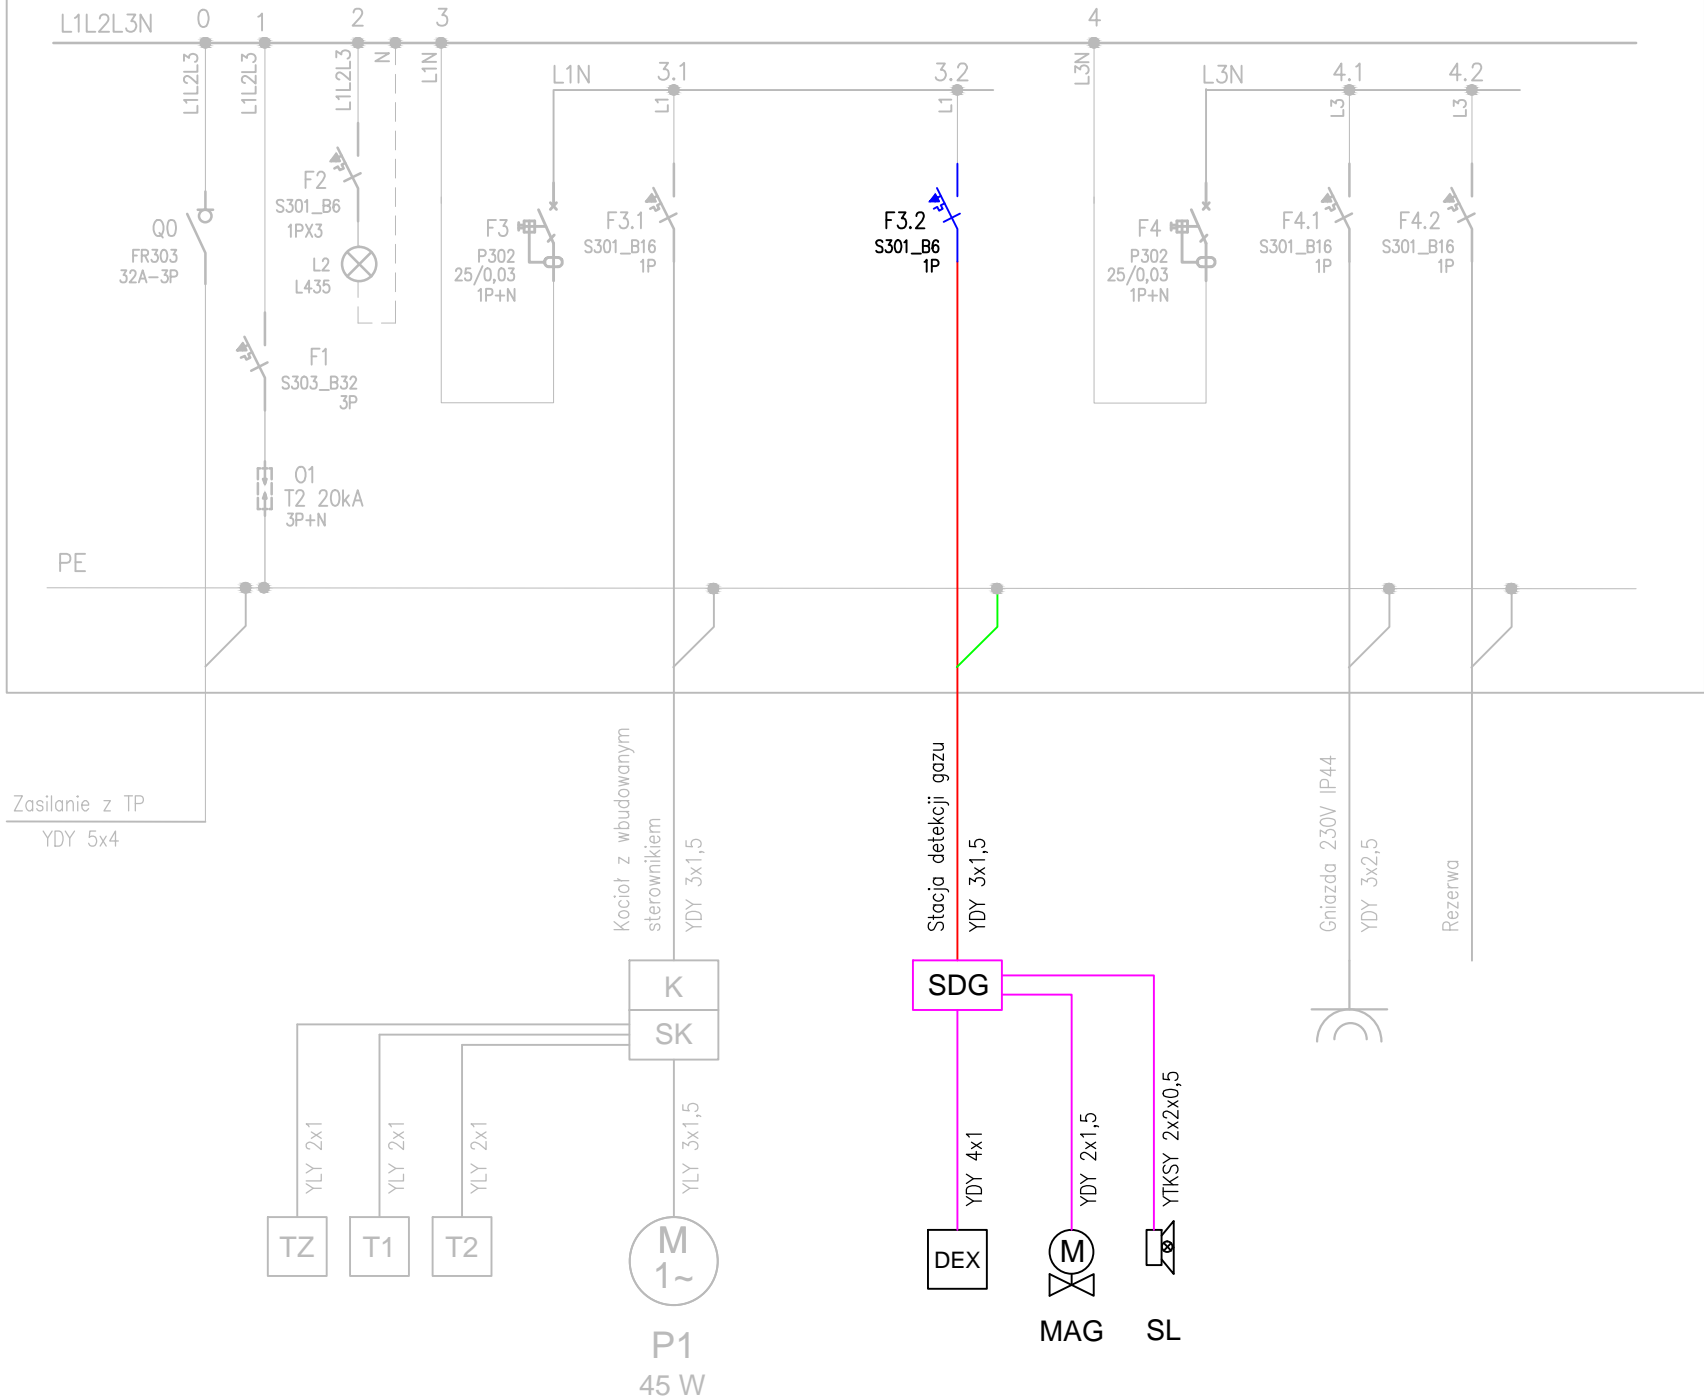 L1L2L3N
0
1
2
3
4
L1L2L3
L1L2L3
L1L2L3
N
L1N
L3N
L1N
3.1
3.2
L3N
4.1
4.2
L1
L1
L3
L3
F2
S301_B6
1PX3
Q0
FR303
32A-3P
L2
L435
F3
P302
25/0,03
1P+N
F3.1
S301_B16
1P
F3.2
S301_B6
1P
F4
P302
25/0,03
1P+N
F4.1
S301_B16
1P
F4.2
S301_B16
1P
F1
S303_B32
3P
O1
T2 20kA
3P+N
PE
Zasilanie z TP
YDY 5x4
Kocioł z wbudowanym
sterownikiem
YDY 3x1,5
Stacja detekcji gazu
YDY 3x1,5
Gniazda 230V IP44
YDY 3x2,5
Rezerwa
K
SK
SDG
YLY 2x1
YLY 2x1
YLY 2x1
YLY 3x1,5
YDY 4x1
YDY 2x1,5
YTKSY 2x2x0,5
TZ
T1
T2
M
1~
DEX
M
P1
45 W
MAG
SL